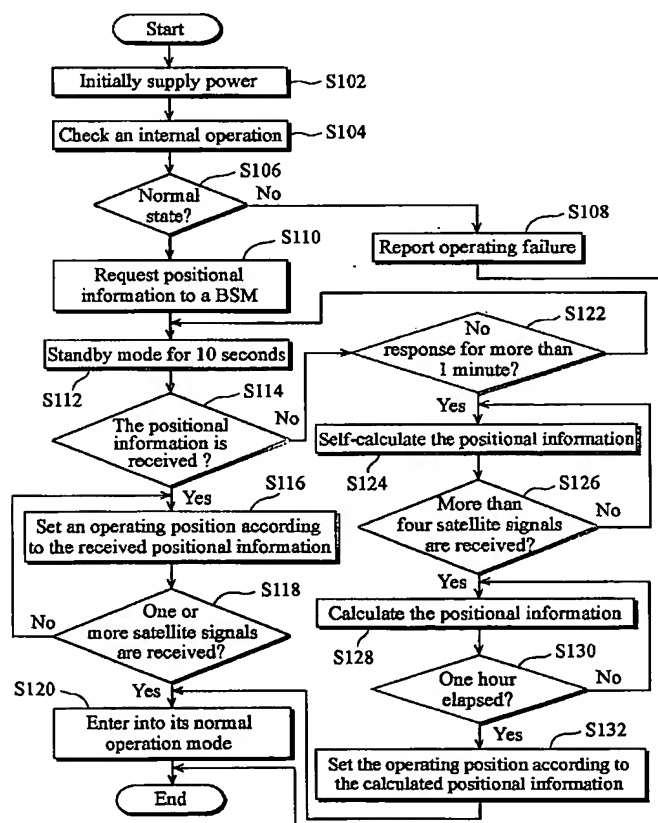 Start
Initially supply power
S102
Check an internal operation
S104
S106
Normal
state?
No
S108
Report operating failure
S110
Request positional
information to a BSM
S122
No
response for more than
1 minute?
Standby mode for 10 seconds
S112
S114
The positional
information is
received ?
No
Yes
Self-calculate the positional information
S124
S126
More than
four satellite signals
are received?
No
Yes
S116
Set an operating position according
to the received positional information
Yes
Calculate the positional information
S128
S118
One or
more satellite signals
are received?
No
S130
One hour
elapsed?
No
S120
Yes
Enter into its normal
operation mode
Yes
S132
Set the operating position according to
the calculated positional information
End